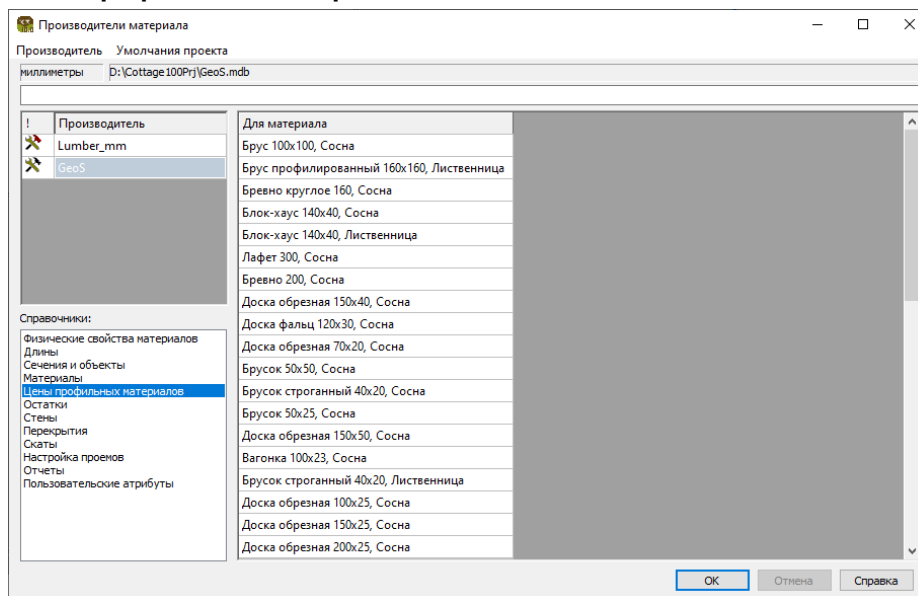 Производители материала
Производитель Умолчания проекта
миллиметры D:\Cottage100Prj\GeoS.mdb
! Производитель
Lumber_mm
GeoS
Для материала
Брус 100x100, Сосна
Брус профилированный 160x160, Лиственница
Бревно круглое 160, Сосна
Блок-хаус 140x40, Сосна
Блок-хаус 140x40, Лиственница
Лафет 300, Сосна
Бревно 200, Сосна
Доска обрезная 150x40, Сосна
Доска фальц 120x30, Сосна
Доска обрезная 70x20, Сосна
Брусок 50x50, Сосна
Брусок строганный 40x20, Сосна
Брусок 50x25, Сосна
Доска обрезная 150x50, Сосна
Вагонка 100x23, Сосна
Брусок строганный 40x20, Лиственница
Доска обрезная 100x25, Сосна
Доска обрезная 150x25, Сосна
Доска обрезная 200x25, Сосна
Справочники:
Физические свойства материалов
Длины
Сечения и объекты
Материалы
Цены профильных материалов
Остатки
Стены
Перекрытия
Скаты
Настройка проемов
Отчеты
Пользовательские атрибуты
OK Отмена Справка